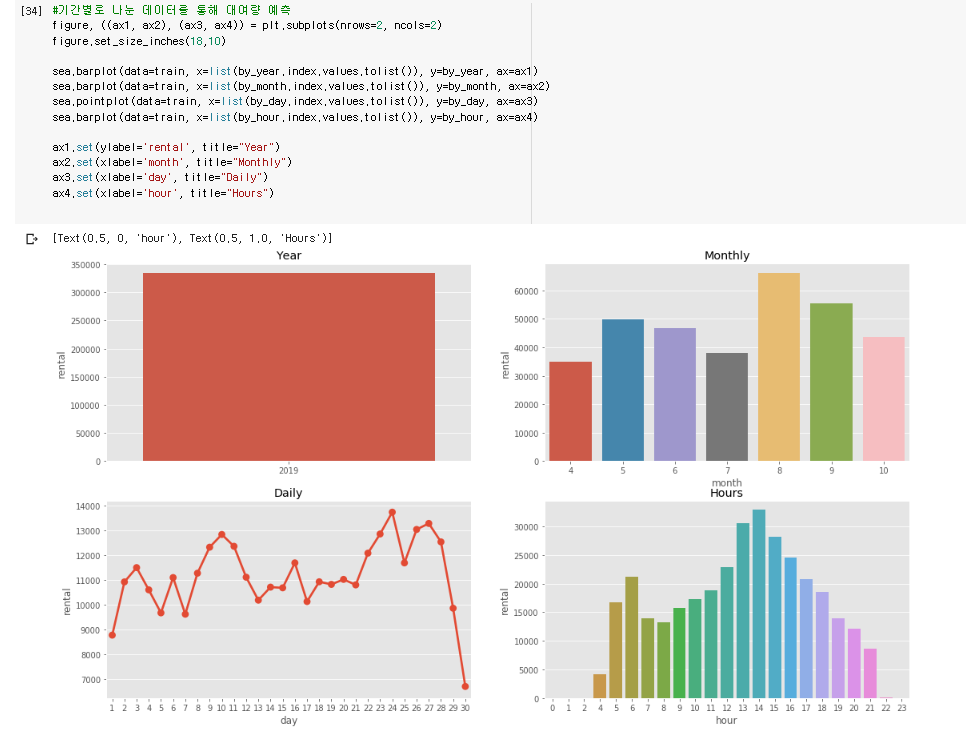 [34] #기간별로 나눈 데이터를 통해 대여량 예측
figure, ((ax1, ax2), (ax3, ax4)) = plt.subplots(nrows=2, ncols=2)
figure.set_size_inches(18,10)
sea.barplot(data=train, x=list(by_year.index.values.tolist()), y=by_year, ax=ax1)
sea.barplot(data=train, x=list(by_month.index.values.tolist()), y=by_month, ax=ax2)
sea.pointplot(data=train, x=list(by_day.index.values.tolist()), y=by_day, ax=ax3)
sea.barplot(data=train, x=list(by_hour.index.values.tolist()), y=by_hour, ax=ax4)
ax1.set(ylabel='rental', title="Year")
ax2.set(xlabel='month', title="Monthly")
ax3.set(xlabel='day', title="Daily")
ax4.set(xlabel='hour', title="Hours")
[Text(0.5, 0, 'hour'), Text(0.5, 1.0, 'Hours')]
Year
350000
300000
250000
200000
150000
100000
50000
0
rental
2019
Monthly
60000
50000
40000
30000
20000
10000
0
rental
4 5 6 7 8 9 10
month
Daily
14000
13000
12000
11000
10000
9000
8000
7000
rental
1 2 3 4 5 6 7 8 9 10 11 12 13 14 15 16 17 18 19 20 21 22 23 24 25 26 27 28 29 30
day
Hours
30000
25000
20000
15000
10000
5000
0
rental
0 1 2 4 5 6 7 8 9 10 11 12 13 14 15 16 17 18 19 20 21 22 23
hour